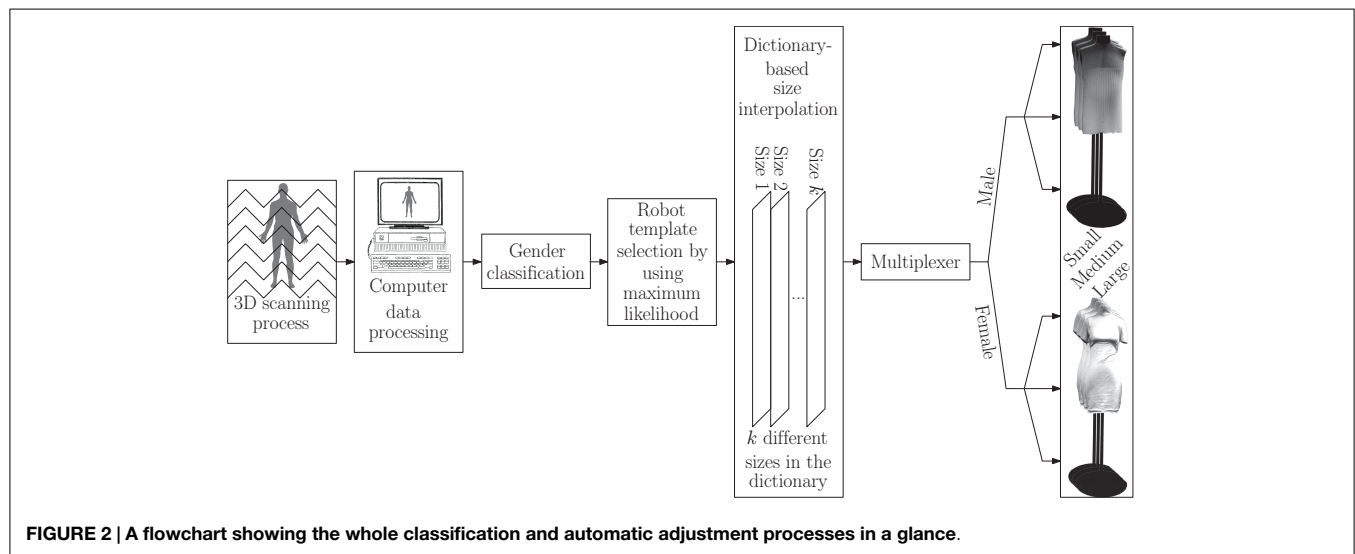 3D scanning
process
Computer
data
processing
Gender
classification
Robot
template
selection by
using
maximum
likelihood
Dictionary-
based
size
interpolation
Size 1
Size 2
Size k
...
k different
sizes in the
dictionary
Multiplexer
Male
Female
Small
Medium
Large
FIGURE 2 | A flowchart showing the whole classification and automatic adjustment processes in a glance.